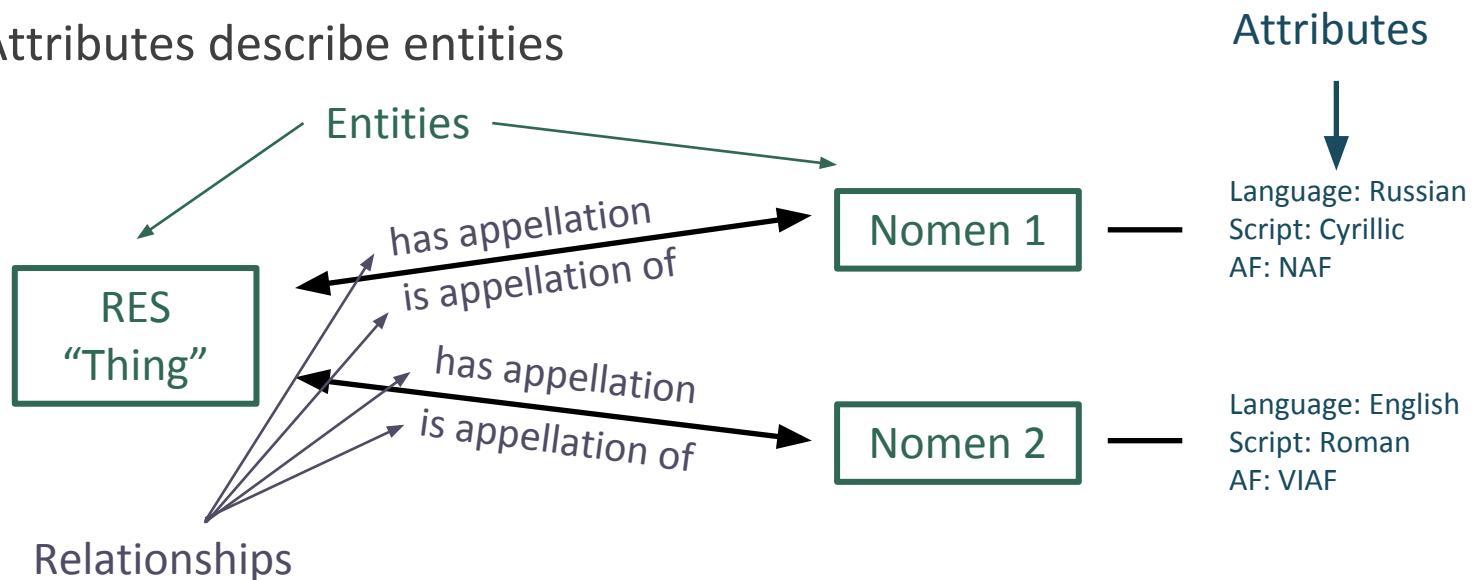 Attributes describe entities
Attributes
Entities
RES
“Thing”
has appellation
is appellation of
has appellation
is appellation of
Relationships
Nomen 1
Language: Russian
Script: Cyrillic
AF: NAF
Nomen 2
Language: English
Script: Roman
AF: VIAF